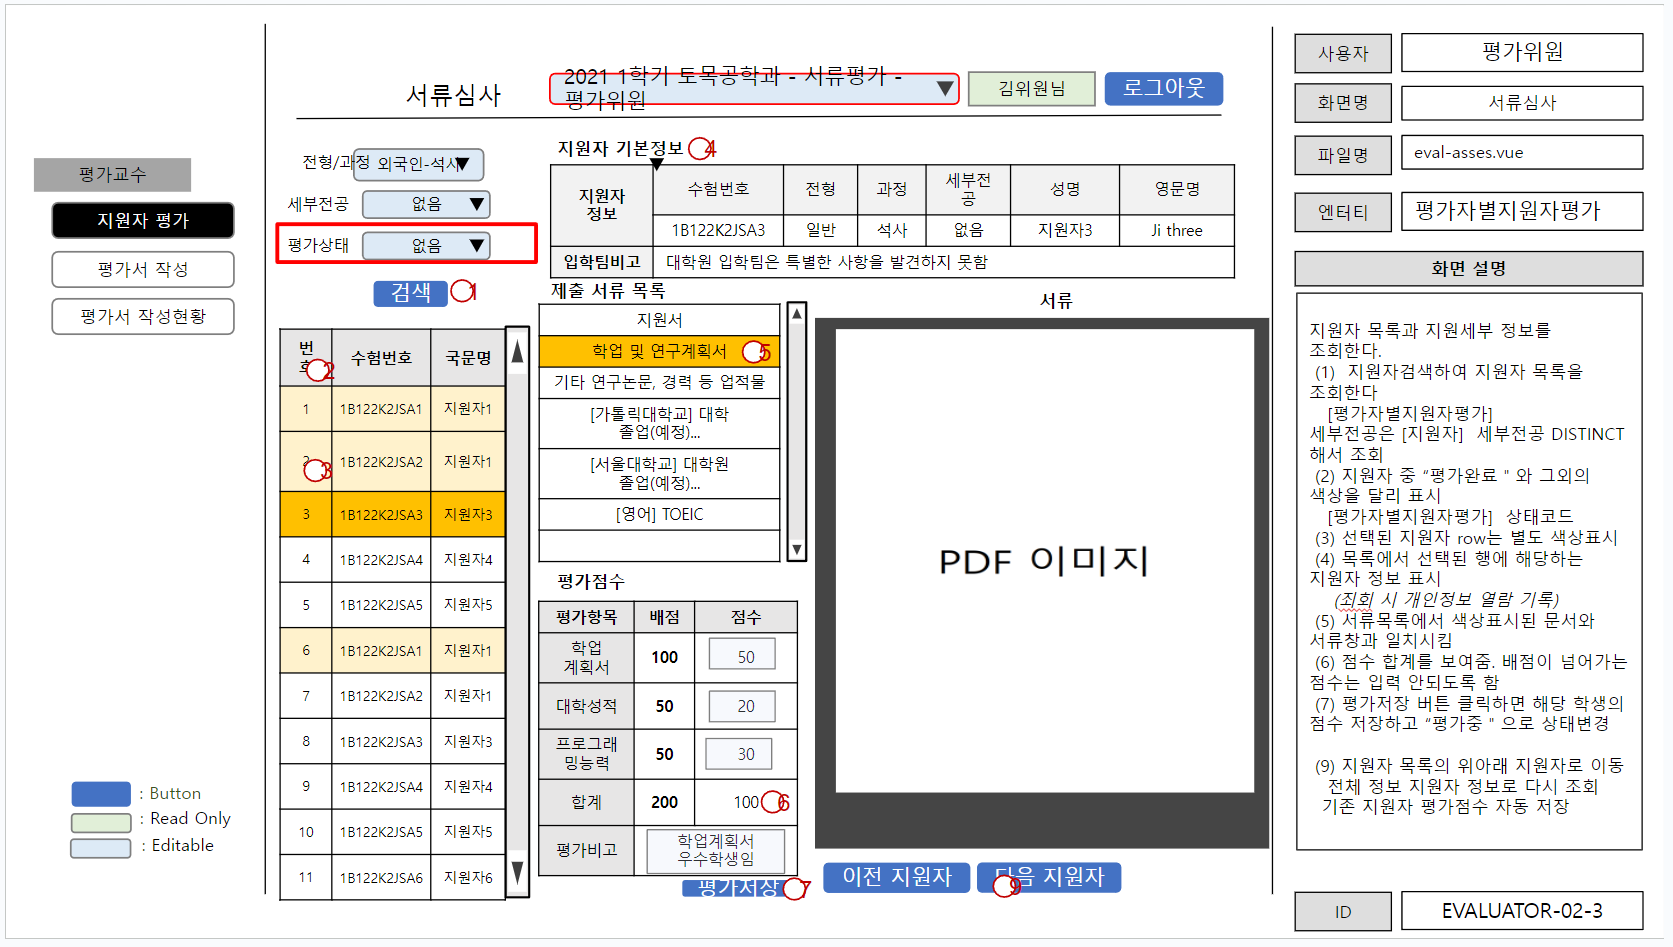 서류심사
2021 1학기 토목공학과 - 서류평가 -
평가위원
김위원님
로그아웃
평가교수
지원자 평가
평가서 작성
평가서 작성현황
: Button
: Read Only
: Editable
전형/과정 외국인-석사
세부전공 없음
평가상태 없음
검색 1
번호 2 수험번호 국문명
1 1B122K2JSA1 지원자1
2 3 1B122K2JSA2 지원자1
3 1B122K2JSA3 지원자3
4 1B122K2JSA4 지원자4
5 1B122K2JSA5 지원자5
6 1B122K2JSA1 지원자1
7 1B122K2JSA2 지원자1
8 1B122K2JSA3 지원자3
9 1B122K2JSA4 지원자4
10 1B122K2JSA5 지원자5
11 1B122K2JSA6 지원자6
지원자 기본정보 4
지원자
정보
수험번호 전형 과정 세부전
공 성명 영문명
1B122K2JSA3 일반 석사 없음 지원자3 Ji three
입학팀비고 대학원 입학팀은 특별한 사항을 발견하지 못함
제출 서류 목록
지원서
학업 및 연구계획서 5
기타 연구논문, 경력 등 업적물
[가톨릭대학교] 대학
졸업(예정)...
[서울대학교] 대학원
졸업(예정)...
[영어] TOEIC
평가점수
평가항목 배점 점수
학업
계획서 100 50
대학성적 50 20
프로그래
밍능력 50 30
합계 200 100 6
평가비고 학업계획서
우수학생임
평가저장 7
서류
PDF 이미지
이전 지원자
다음 지원자 9
사용자 평가위원
화면명 서류심사
파일명 eval-asses.vue
엔터티 평가자별지원자평가
화면 설명
지원자 목록과 지원세부 정보를
조회한다.
(1) 지원자검색하여 지원자 목록을
조회한다
[평가자별지원자평가]
세부전공은 [지원자] 세부전공 DISTINCT
해서 조회
(2) 지원자 중 “평가완료 " 와 그외의
색상을 달리 표시
[평가자별지원자평가] 상태코드
(3) 선택된 지원자 row는 별도 색상표시
(4) 목록에서 선택된 행에 해당하는
지원자 정보 표시
(죄회 시 개인정보 열람 기록)
(5) 서류목록에서 색상표시된 문서와
서류창과 일치시킴
(6) 점수 합계를 보여줌. 배점이 넘어가는
점수는 입력 안되도록 함
(7) 평가저장 버튼 클릭하면 해당 학생의
점수 저장하고 “평가중 " 으로 상태변경
(9) 지원자 목록의 위아래 지원자로 이동
전체 정보 지원자 정보로 다시 조회
기존 지원자 평가점수 자동 저장
ID EVALUATOR-02-3